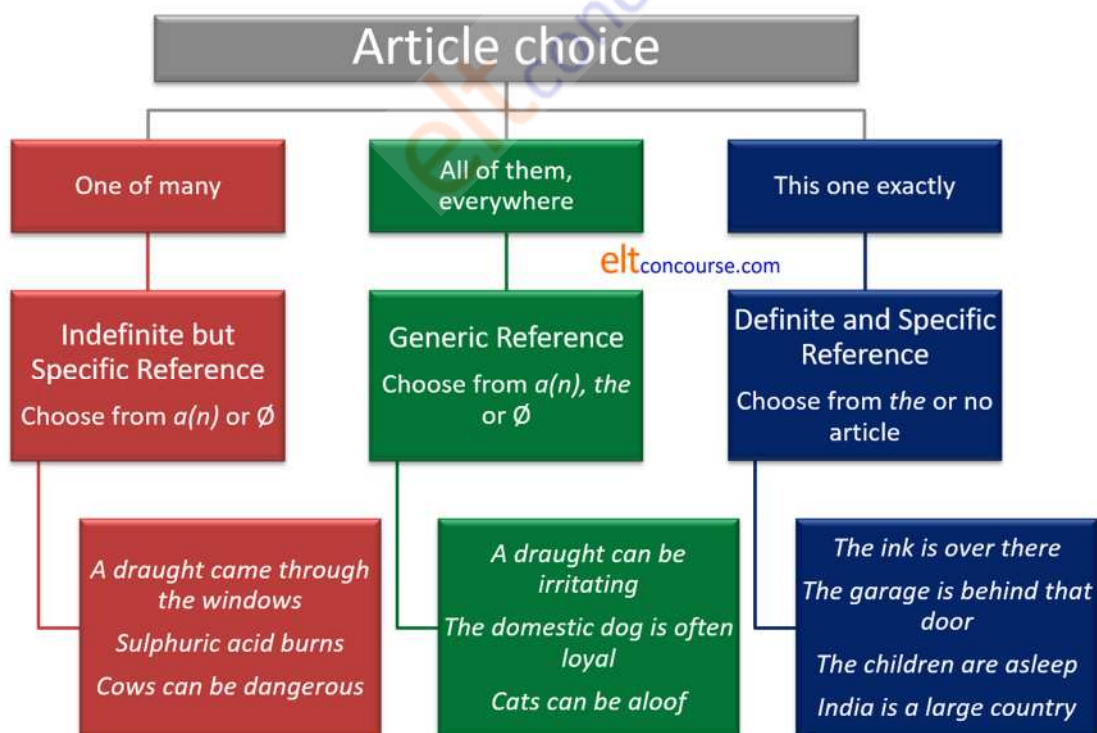 Article choice
One of many
All of them,
everywhere
This one exactly
eltconcourse.com
Indefinite but
Specific Reference
Choose from a(n) or Ø
Generic Reference
Choose from a(n), the
or Ø
Definite and Specific
Reference
Choose from the or no
article
A draught came through
the windows
Sulphuric acid burns
Cows can be dangerous
A draught can be
irritating
The domestic dog is often
loyal
Cats can be aloof
The ink is over there
The garage is behind that
door
The children are asleep
India is a large country